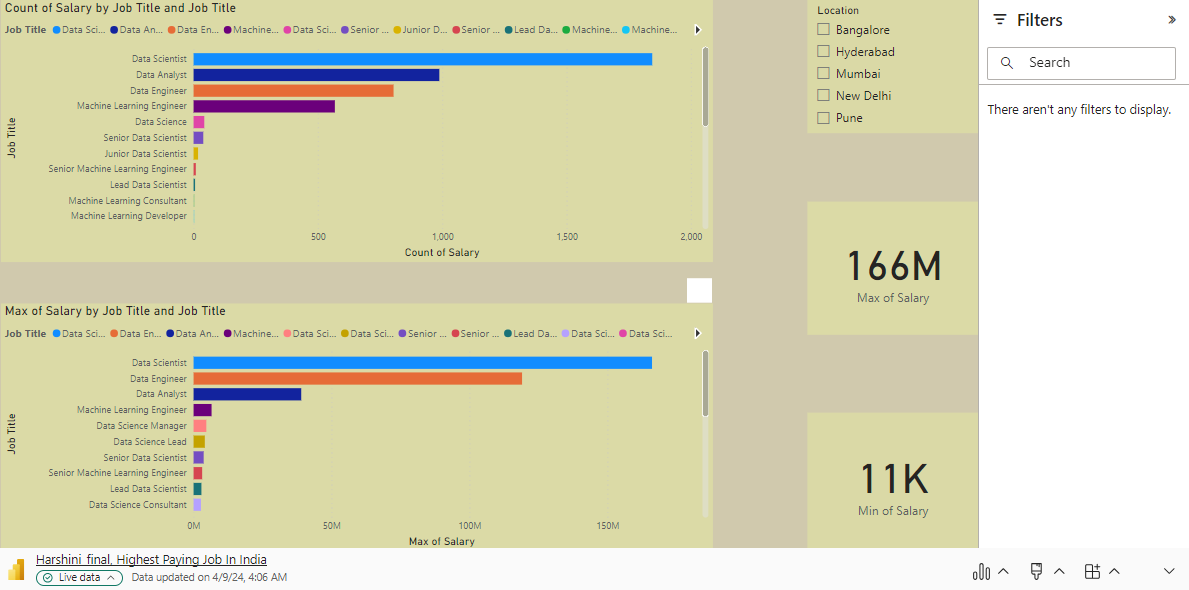 Count of Salary by Job Title and Job Title
Job Title Data Sci... Data An... Data En... Machine... Data Sci... Senior ... Junior D... Senior ... Lead Da... Machine... Machine...
Job Title
Data Scientist
Data Analyst
Data Engineer
Machine Learning Engineer
Data Science
Senior Data Scientist
Junior Data Scientist
Senior Machine Learning Engineer
Lead Data Scientist
Machine Learning Consultant
Machine Learning Developer
0 500 1,000 1,500 2,000
Count of Salary
Max of Salary by Job Title and Job Title
Job Title Data Sci... Data En... Data An... Machine... Data Sci... Data Sci... Senior ... Senior ... Lead Da... Data Sci... Data Sci...
Job Title
Data Scientist
Data Engineer
Data Analyst
Machine Learning Engineer
Data Science Manager
Data Science Lead
Senior Data Scientist
Senior Machine Learning Engineer
Lead Data Scientist
Data Science Consultant
0M 50M 100M 150M
Max of Salary
Location
Bangalore
Hyderabad
Mumbai
New Delhi
Pune
166M
Max of Salary
11K
Min of Salary
Filters
Search
There aren't any filters to display.
Harshini_final, Highest Paying Job In India
Live data
Data updated on 4/9/24, 4:06 AM